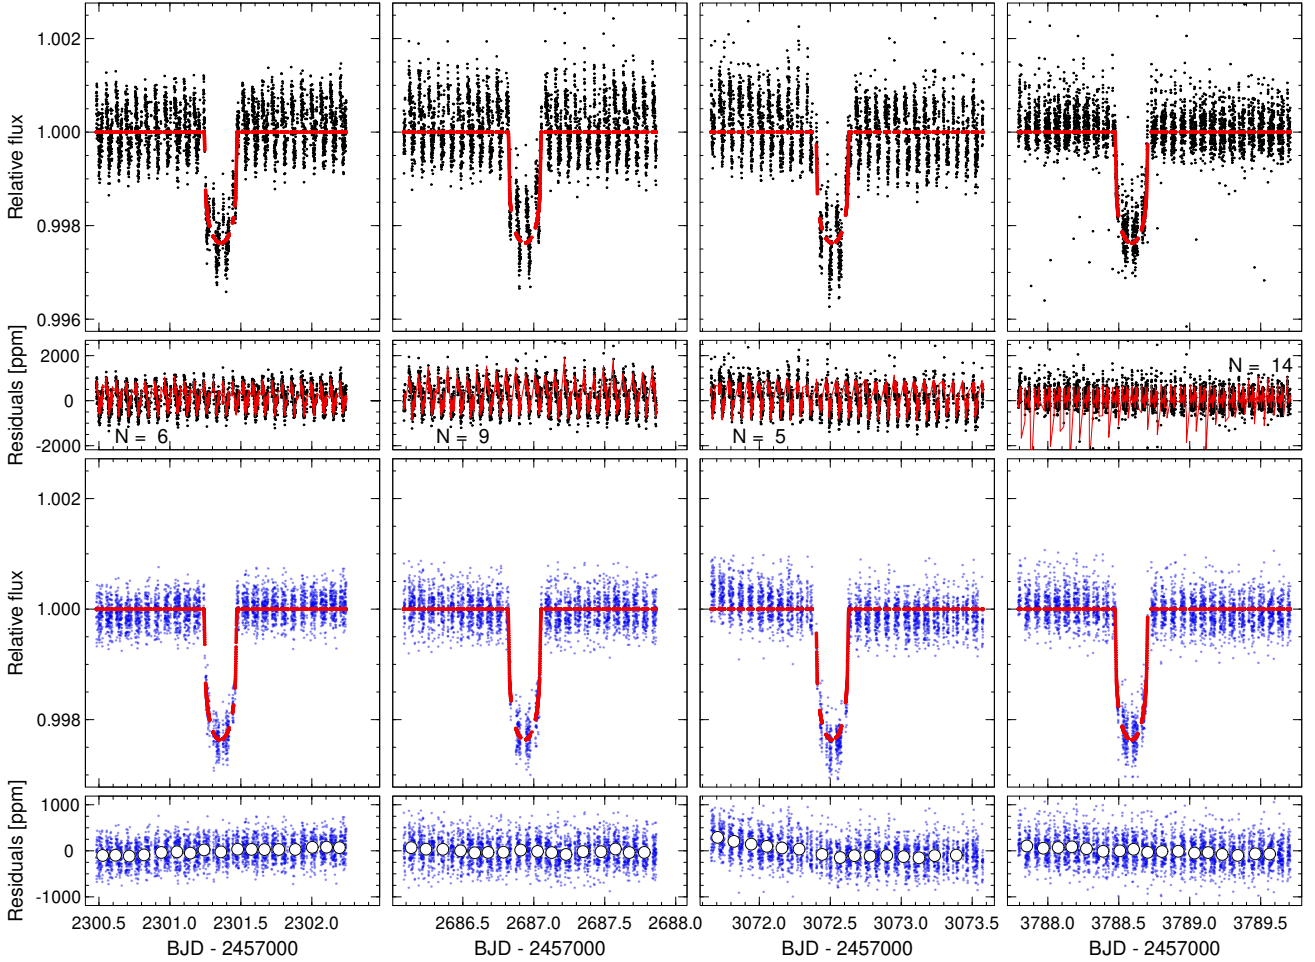 1.002
1.000
0.998
0.996
Relative flux
2000
0
-2000
Residuals [ppm]
N = 6
N = 9
N = 5
N = 14
1.002
1.000
0.998
Relative flux
1000
0
-1000
Residuals [ppm]
2300.5 2301.0 2301.5 2302.0
2686.5 2687.0 2687.5 2688.0
3072.0 3072.5 3073.0 3073.5
3788.0 3788.5 3789.0 3789.5
BJD - 2457000
BJD - 2457000
BJD - 2457000
BJD - 2457000